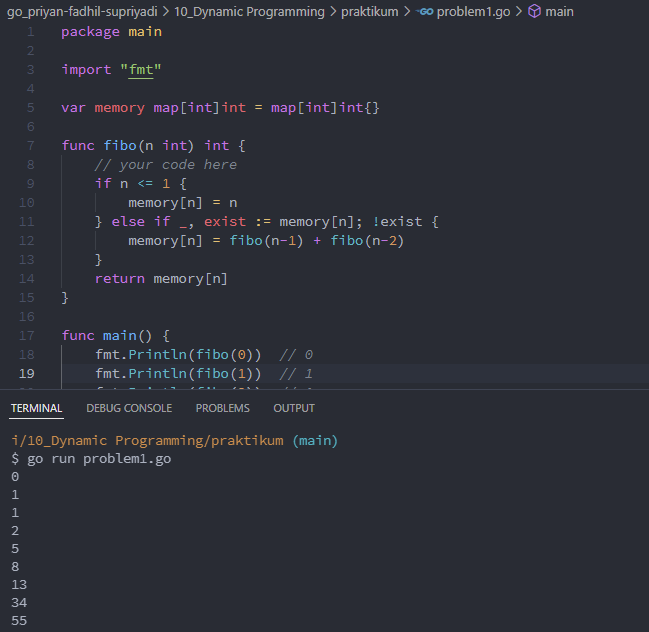 go_priyan-fadhil-supriyadi > 10_Dynamic Programming > praktikum > problem1.go > main
1 package main
2
3 import "fmt"
4
5 var memory map[int]int = map[int]int{}
6
7 func fibo(n int) int {
8 // your code here
9 if n <= 1 {
10 memory[n] = n
11 } else if _, exist := memory[n]; !exist {
12 memory[n] = fibo(n-1) + fibo(n-2)
13 }
14 return memory[n]
15 }
16
17 func main() {
18 fmt.Println(fibo(0)) // 0
19 fmt.Println(fibo(1)) // 1
TERMINAL DEBUG CONSOLE PROBLEMS OUTPUT
i/10_Dynamic Programming/praktikum (main)
$ go run problem1.go
0
1
1
2
5
8
13
34
55